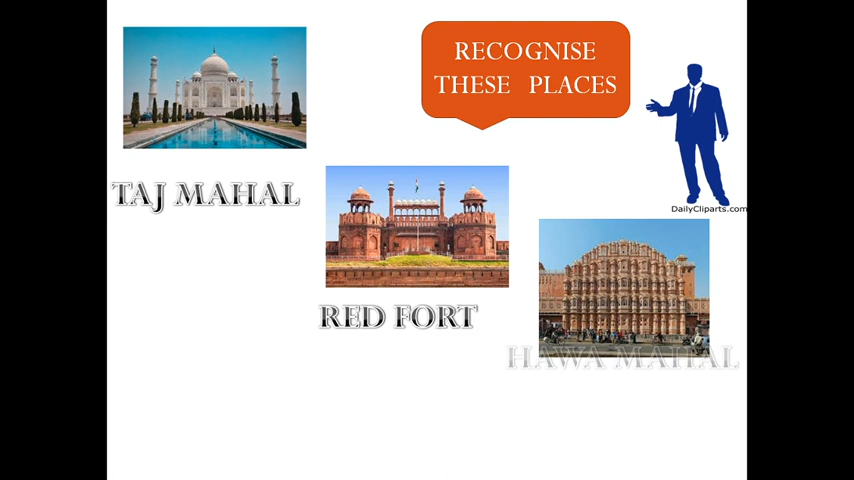 RECOGNISE
THESE PLACES
DailyCliparts.com
TAJ MAHAL
RED FORT
HAWA MAHAL